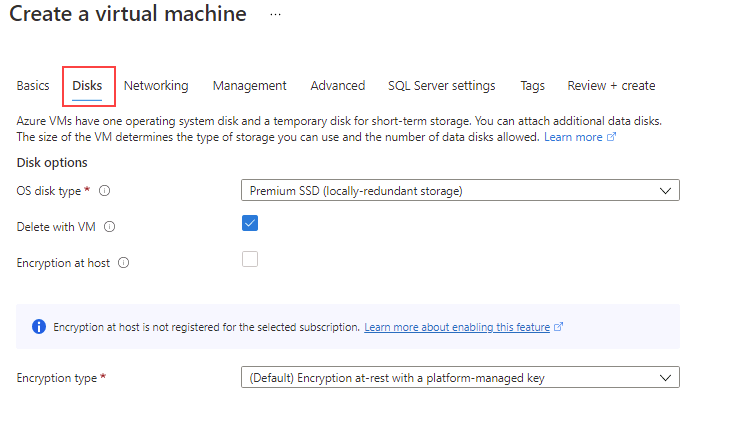 Create a virtual machine ...
Basics Disks Networking Management Advanced SQL Server settings Tags Review + create
Azure VMs have one operating system disk and a temporary disk for short-term storage. You can attach additional data disks.
The size of the VM determines the type of storage you can use and the number of data disks allowed. Learn more
Disk options
OS disk type * Premium SSD (locally-redundant storage)
Delete with VM
Encryption at host
Encryption at host is not registered for the selected subscription. Learn more about enabling this feature
Encryption type * (Default) Encryption at-rest with a platform-managed key